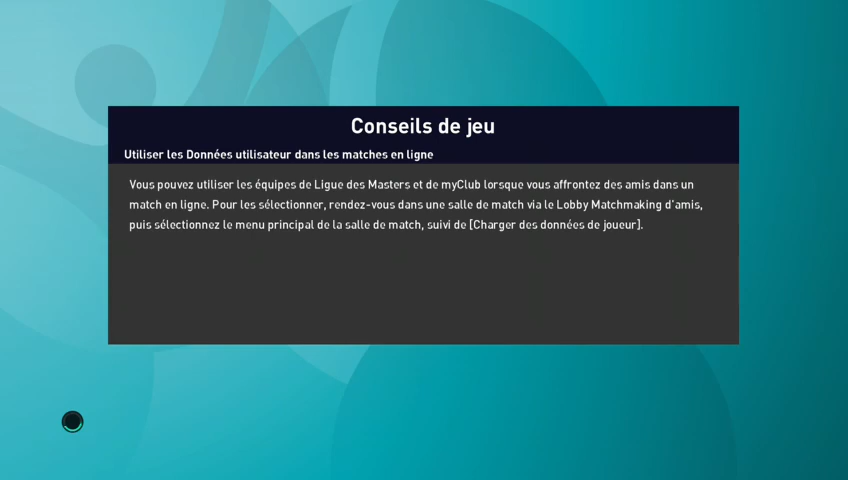 Conseils de jeu
Utiliser les Données utilisateur dans les matches en ligne
Vous pouvez utiliser les équipes de Ligue des Masters et de myClub lorsque vous affrontez des amis dans un
match en ligne. Pour les sélectionner, rendez-vous dans une salle de match via le Lobby Matchmaking d'amis,
puis sélectionnez le menu principal de la salle de match, suivi de [Charger des données de joueur].